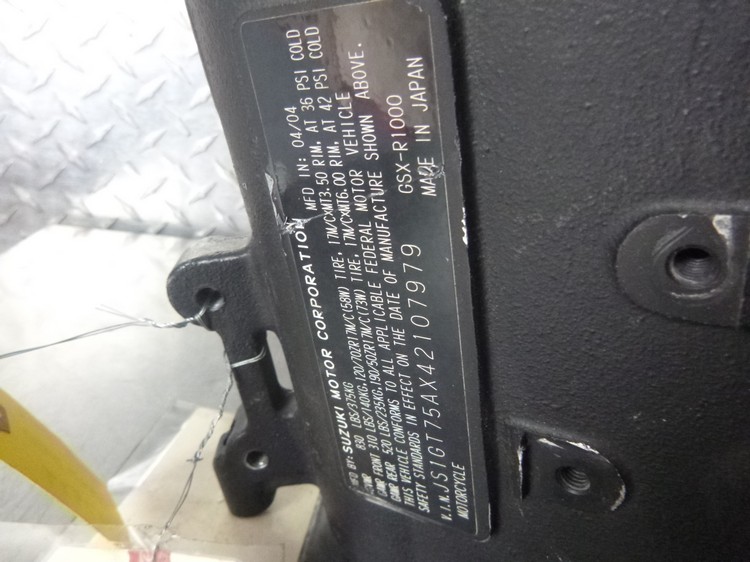 MFD BY: SUZUKI MOTOR CORPORATION MFD IN: 04/04
GVWR 830 LBS/375KG
GAWR FRONT 310 LBS/140KG, 120/70ZR17M/C(58W) TIRE, 17M/CXMT3.50 RIM, AT 36 PSI COLD
GAWR REAR 520 LBS/235KG, 190/50ZR17M/C(73W) TIRE, 17M/CXMT6.00 RIM, AT 42 PSI COLD
THIS VEHICLE CONFORMS TO ALL APPLICABLE FEDERAL MOTOR VEHICLE
SAFETY STANDARDS IN EFFECT ON THE DATE OF MANUFACTURE SHOWN ABOVE.
V.I.N. JS1GT75AX42107979 GSX-R1000
MOTORCYCLE MADE IN JAPAN